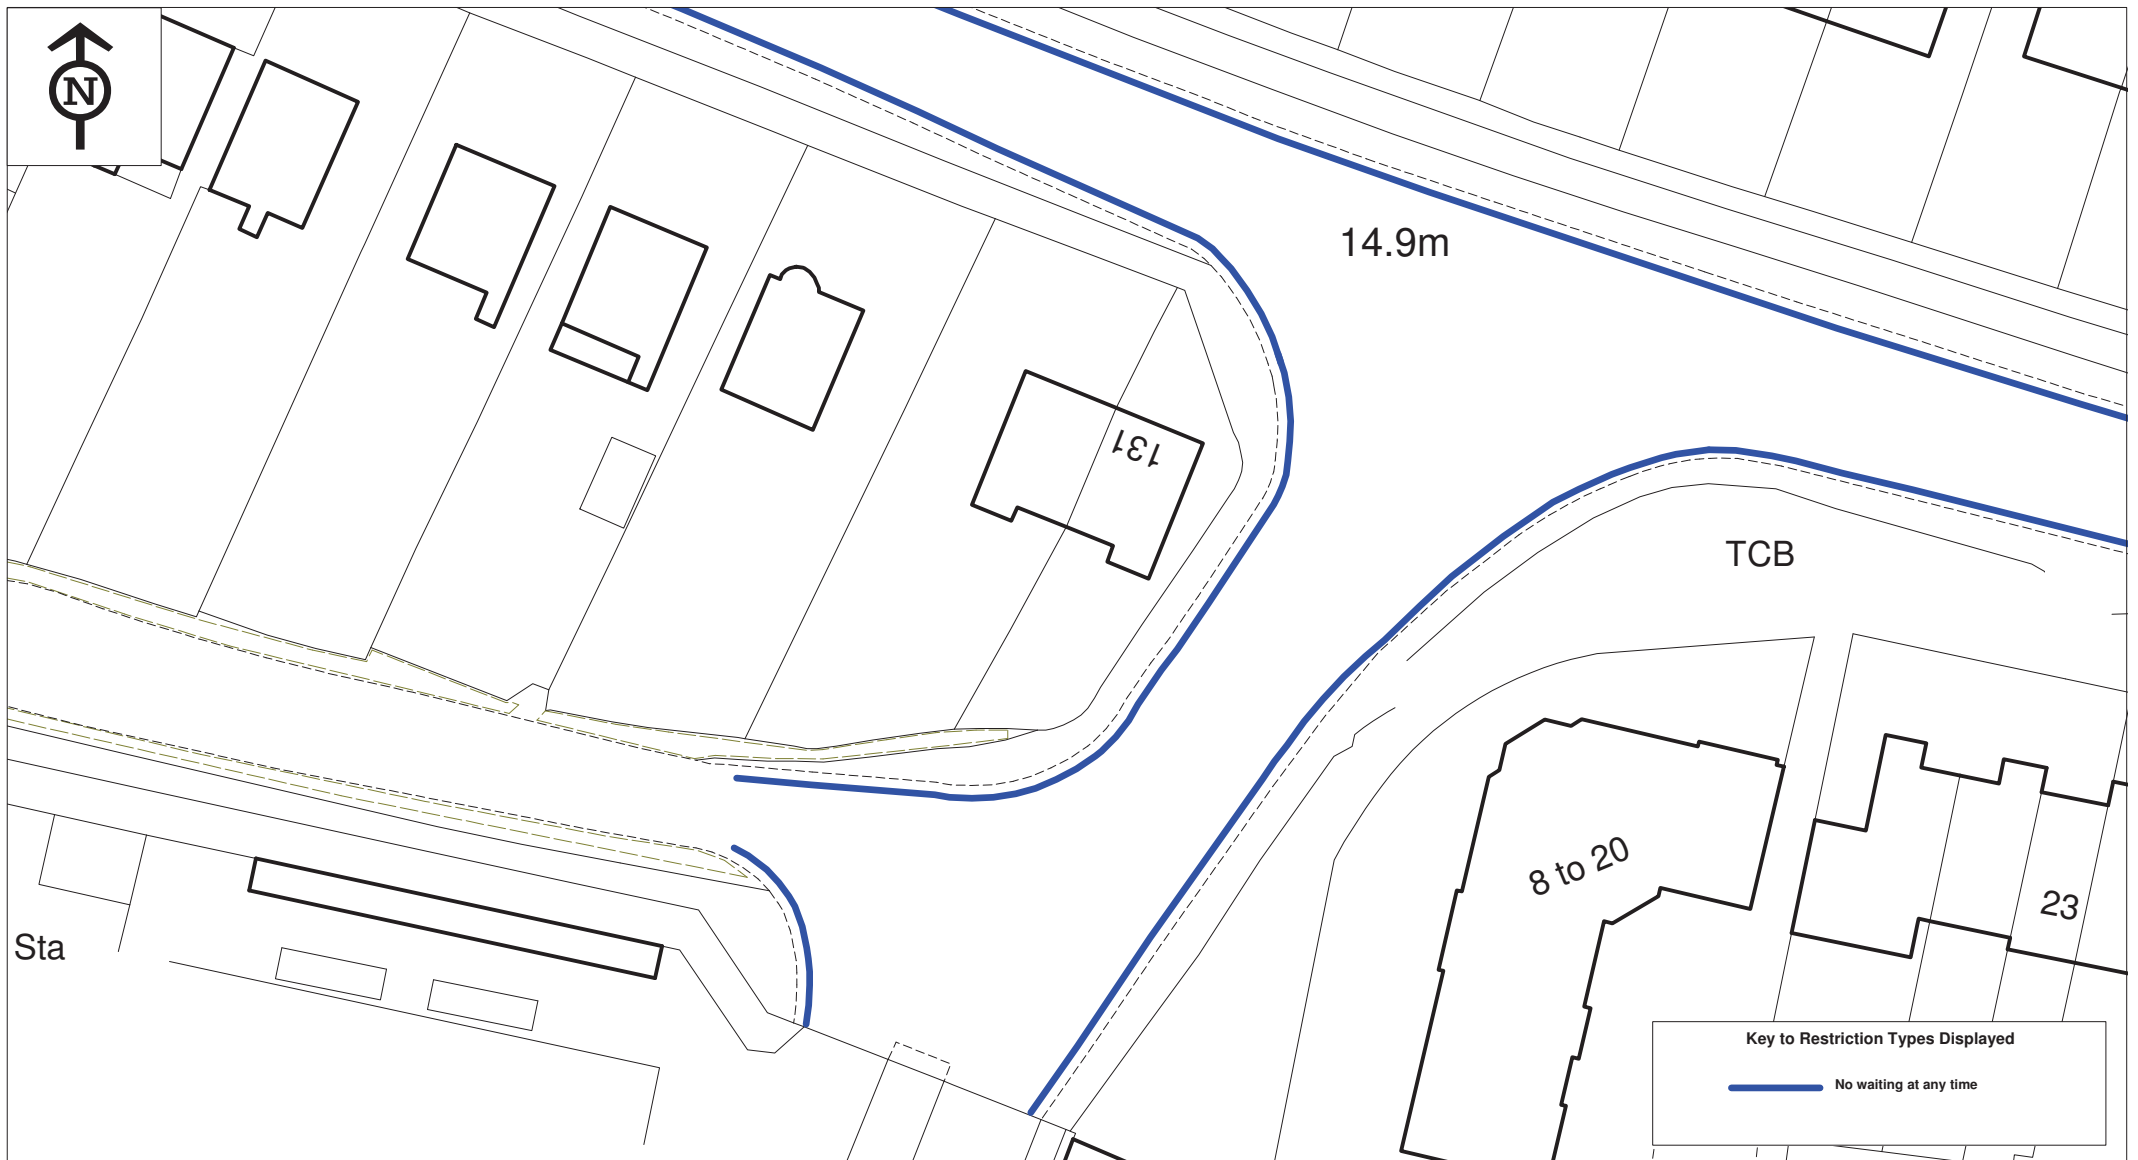 N
14.9m
131
TCB
8 to 20
23
Sta
Key to Restriction Types Displayed
No waiting at any time